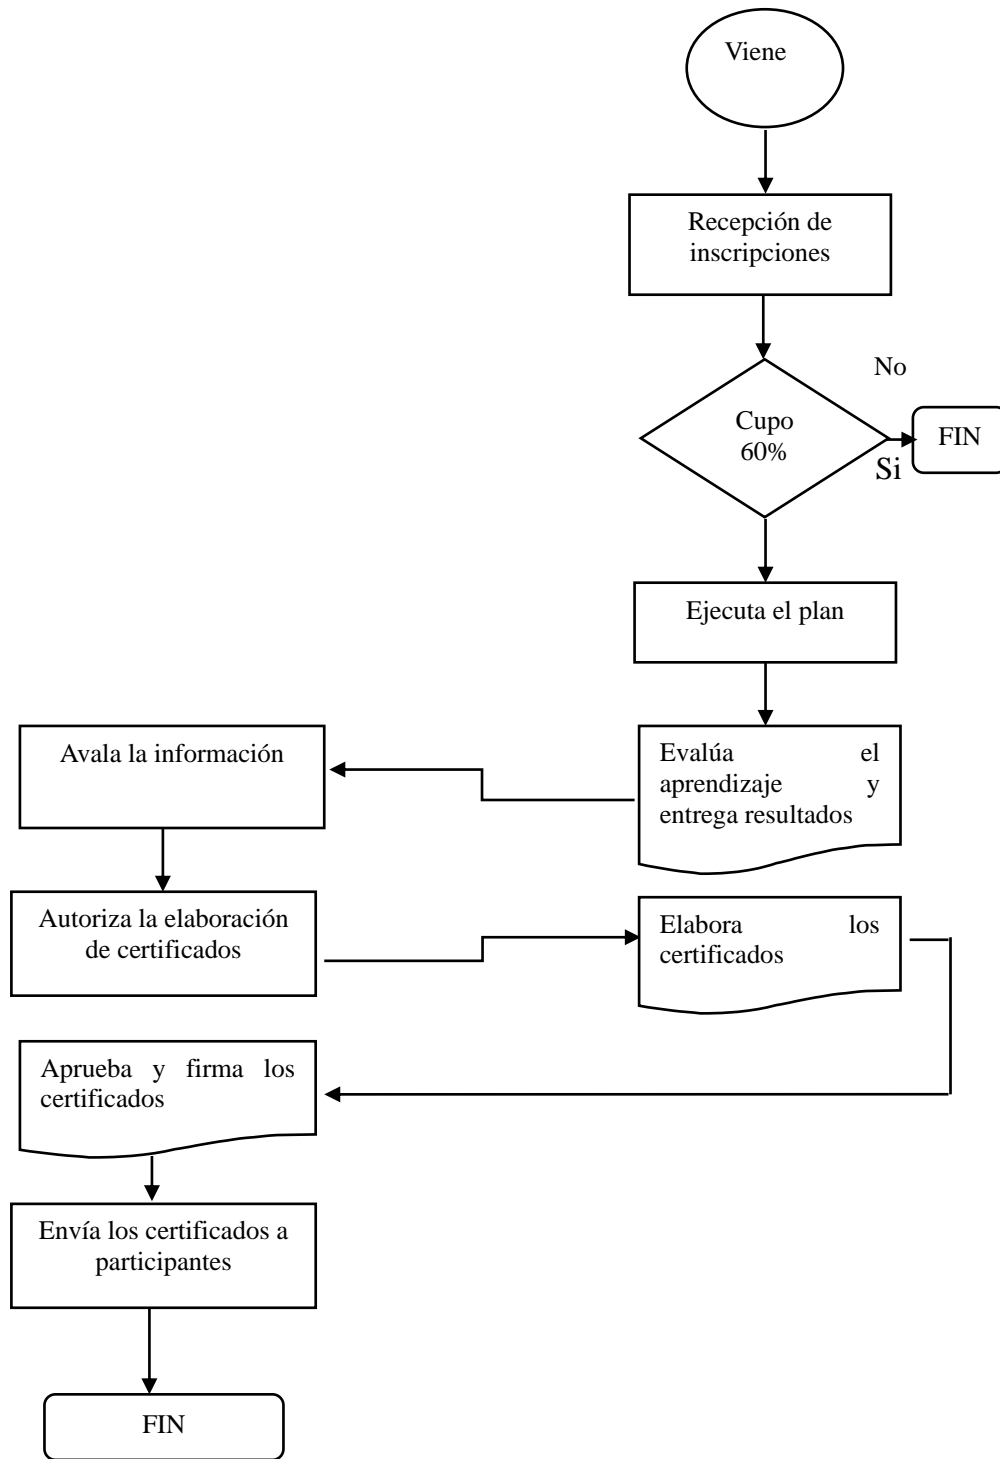 Viene
Recepción de
inscripciones
No
Cupo
60%
FIN
Si
Ejecuta el plan
Evalúa el
aprendizaje y
entrega resultados
Avala la información
Autoriza la elaboración
de certificados
Elabora los
certificados
Aprueba y firma los
certificados
Envía los certificados a
participantes
FIN